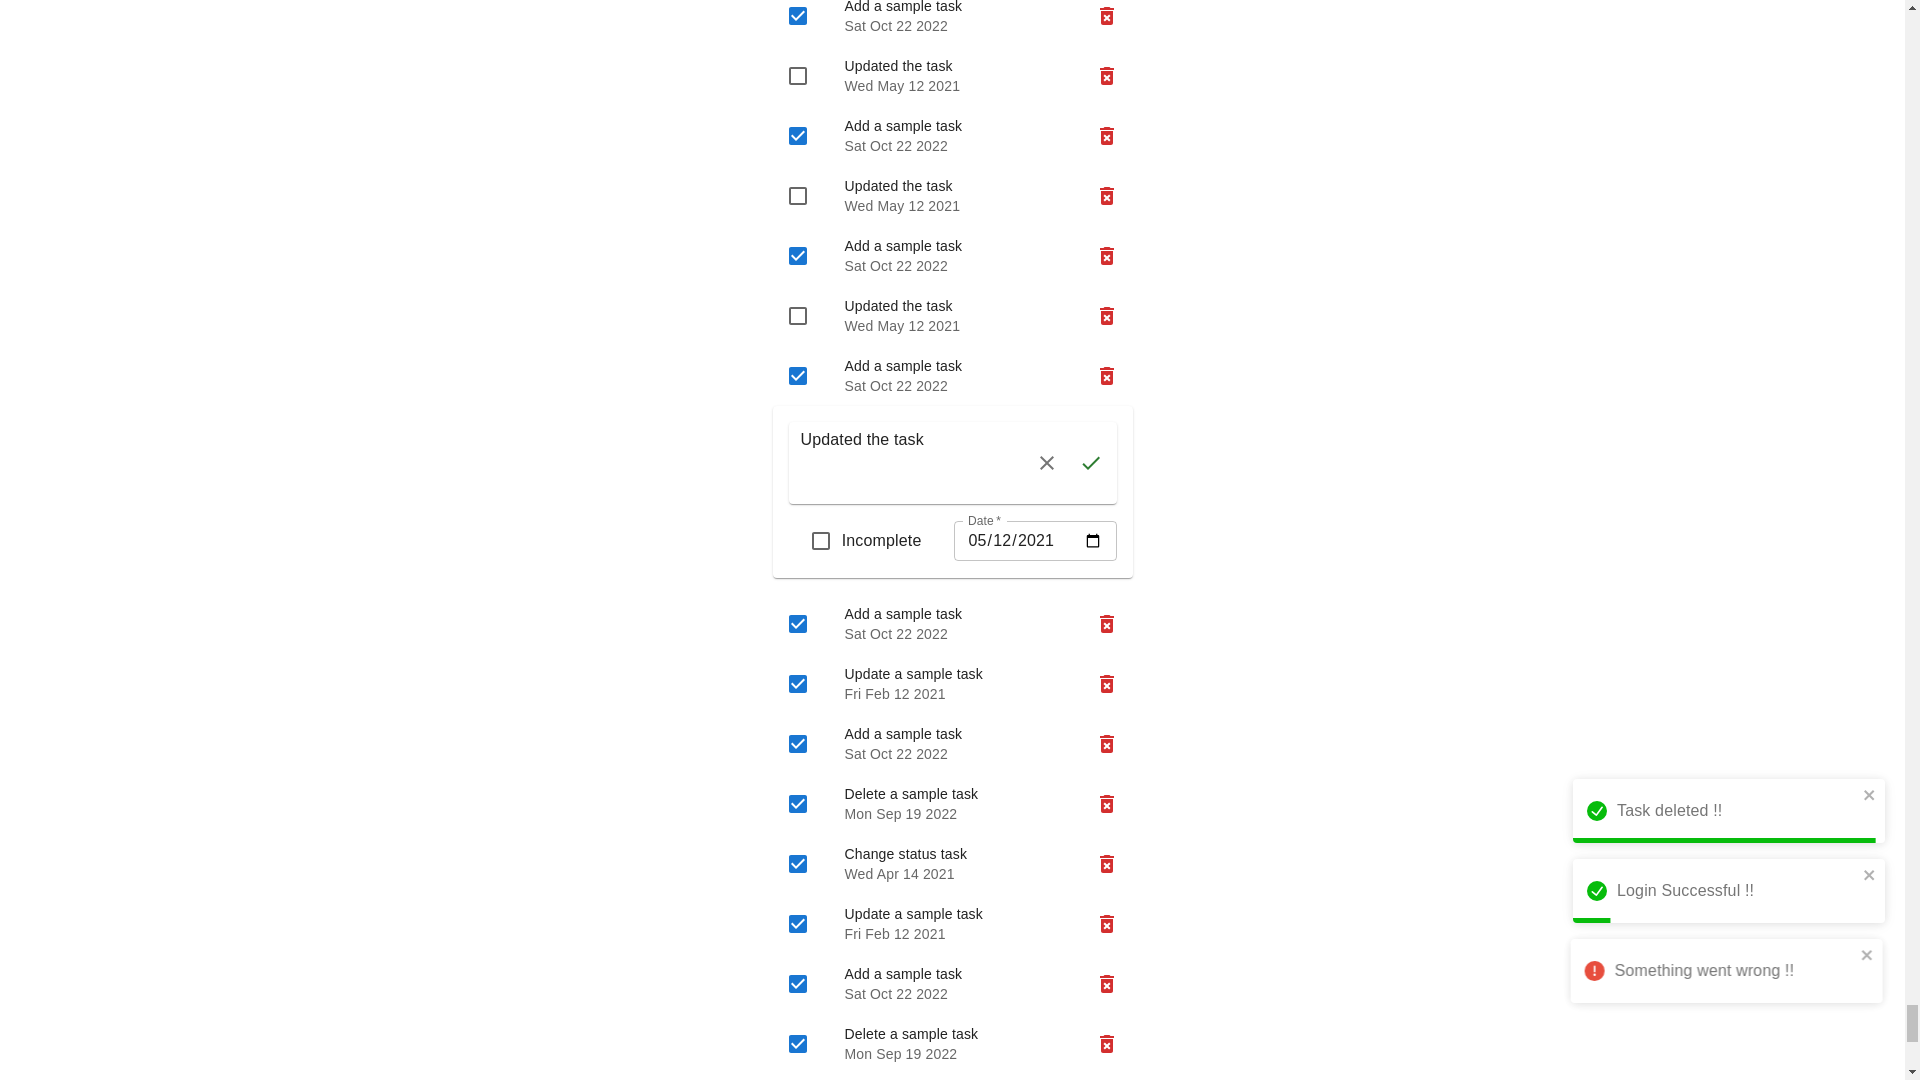 Add a sample task
Sat Oct 22 2022
Updated the task
Wed May 12 2021
Add a sample task
Sat Oct 22 2022
Updated the task
Wed May 12 2021
Add a sample task
Sat Oct 22 2022
Updated the task
Wed May 12 2021
Add a sample task
Sat Oct 22 2022
Updated the task
Date *
Incomplete
05/12/2021
Add a sample task
Sat Oct 22 2022
Update a sample task
Fri Feb 12 2021
Add a sample task
Sat Oct 22 2022
Delete a sample task
Mon Sep 19 2022
Change status task
Wed Apr 14 2021
Update a sample task
Fri Feb 12 2021
Add a sample task
Sat Oct 22 2022
Delete a sample task
Mon Sep 19 2022
Task deleted !!
Login Successful !!
Something went wrong !!